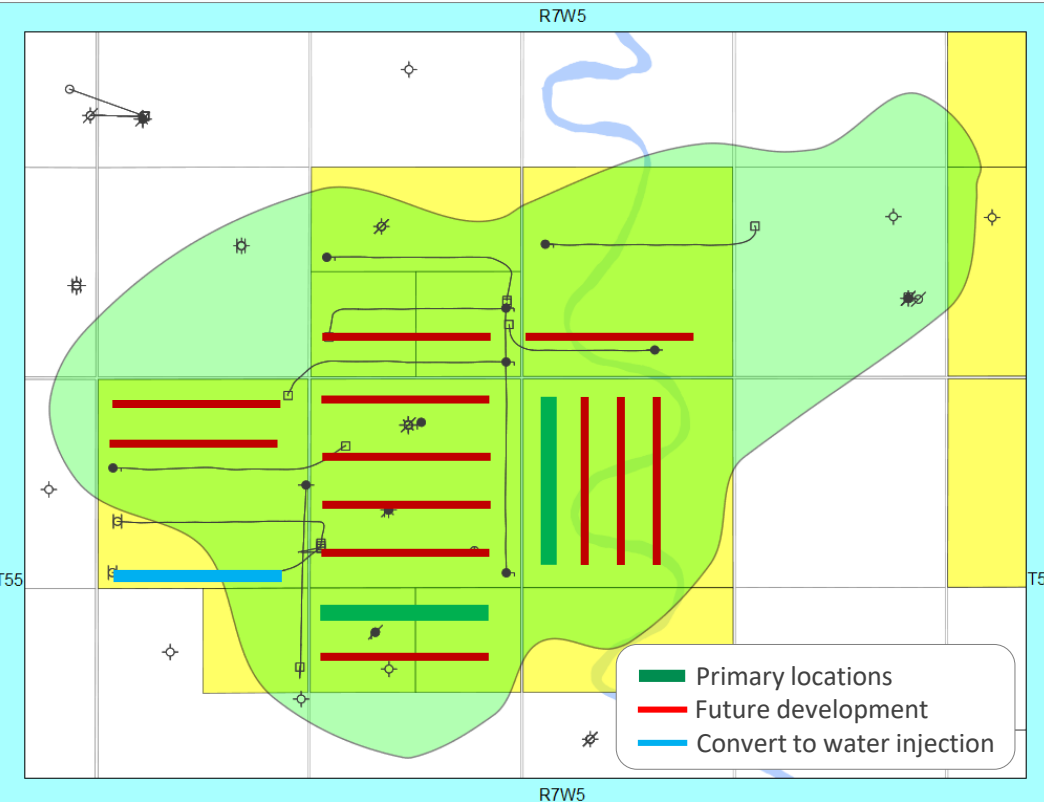 R7W5
T55
T5
Primary locations
Future development
Convert to water injection
R7W5